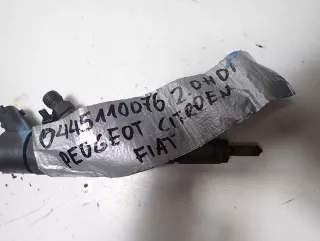 0445110076 2.0HDI
PEUGEOT CITROEN
FIAT